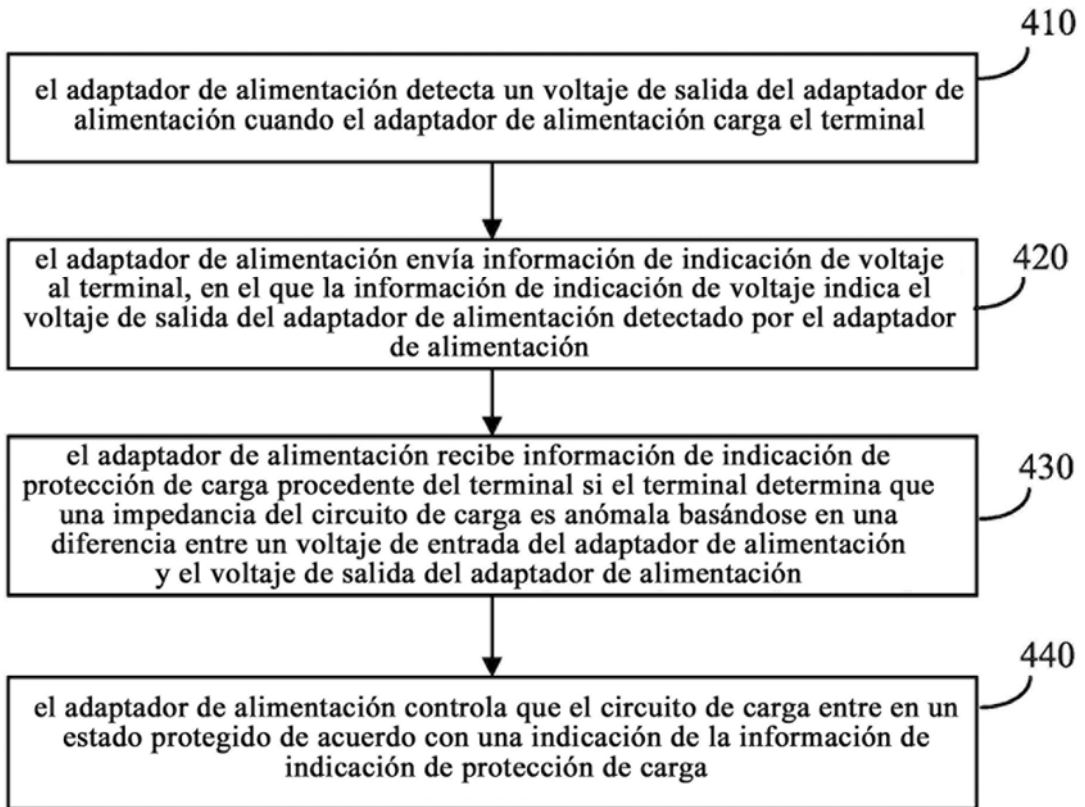 410
el adaptador de alimentación detecta un voltaje de salida del adaptador de
alimentación cuando el adaptador de alimentación carga el terminal
420
el adaptador de alimentación envía información de indicación de voltaje
al terminal, en el que la información de indicación de voltaje indica el
voltaje de salida del adaptador de alimentación detectado por el adaptador
de alimentación
430
el adaptador de alimentación recibe información de indicación de
protección de carga procedente del terminal si el terminal determina que
una impedancia del circuito de carga es anómala basándose en una
diferencia entre un voltaje de entrada del adaptador de alimentación
y el voltaje de salida del adaptador de alimentación
440
el adaptador de alimentación controla que el circuito de carga entre en un
estado protegido de acuerdo con una indicación de la información de
indicación de protección de carga